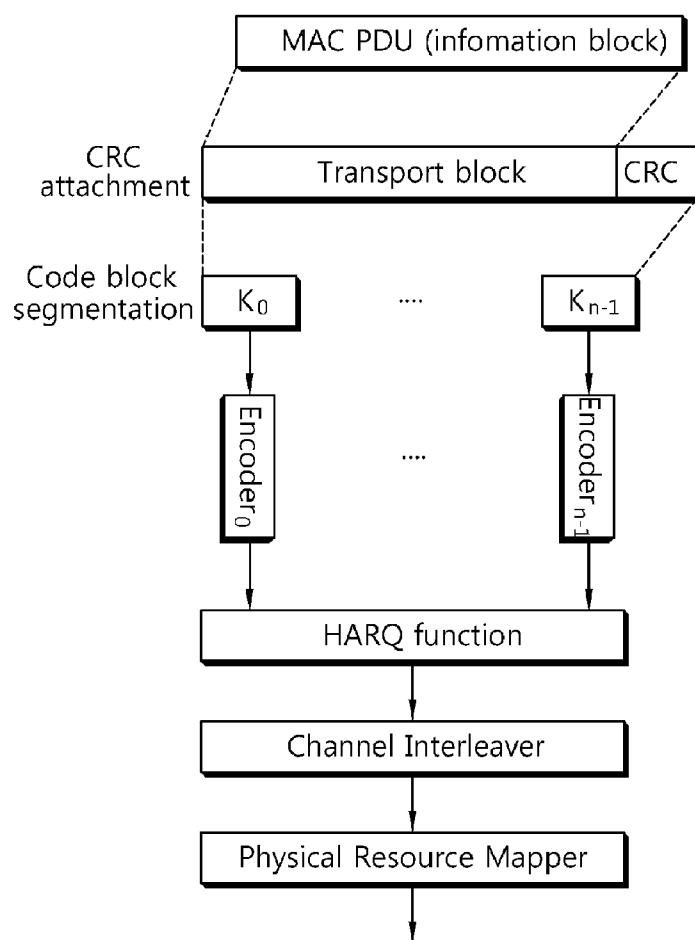 MAC PDU (infomation block)
CRC
attachment
Transport block
CRC
Code block
segmentation
K0
....
Kn-1
Encoder0
....
Encodern-1
HARQ function
Channel Interleaver
Physical Resource Mapper